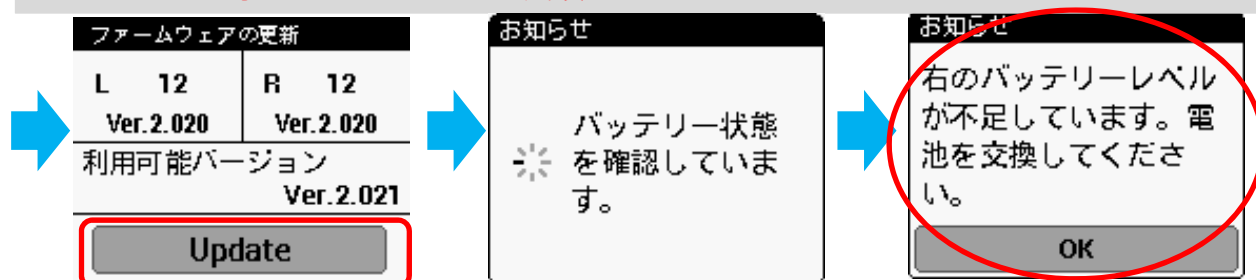 ファームウェアの更新
L 12 R 12
Ver.2.020 Ver.2.020
利用可能バージョン
Ver.2.021
Update
お知らせ
バッテリー状態
を確認していま
す。
お知らせ
右のバッテリーレベル
が不足しています。電
池を交換してくださ
い。
OK